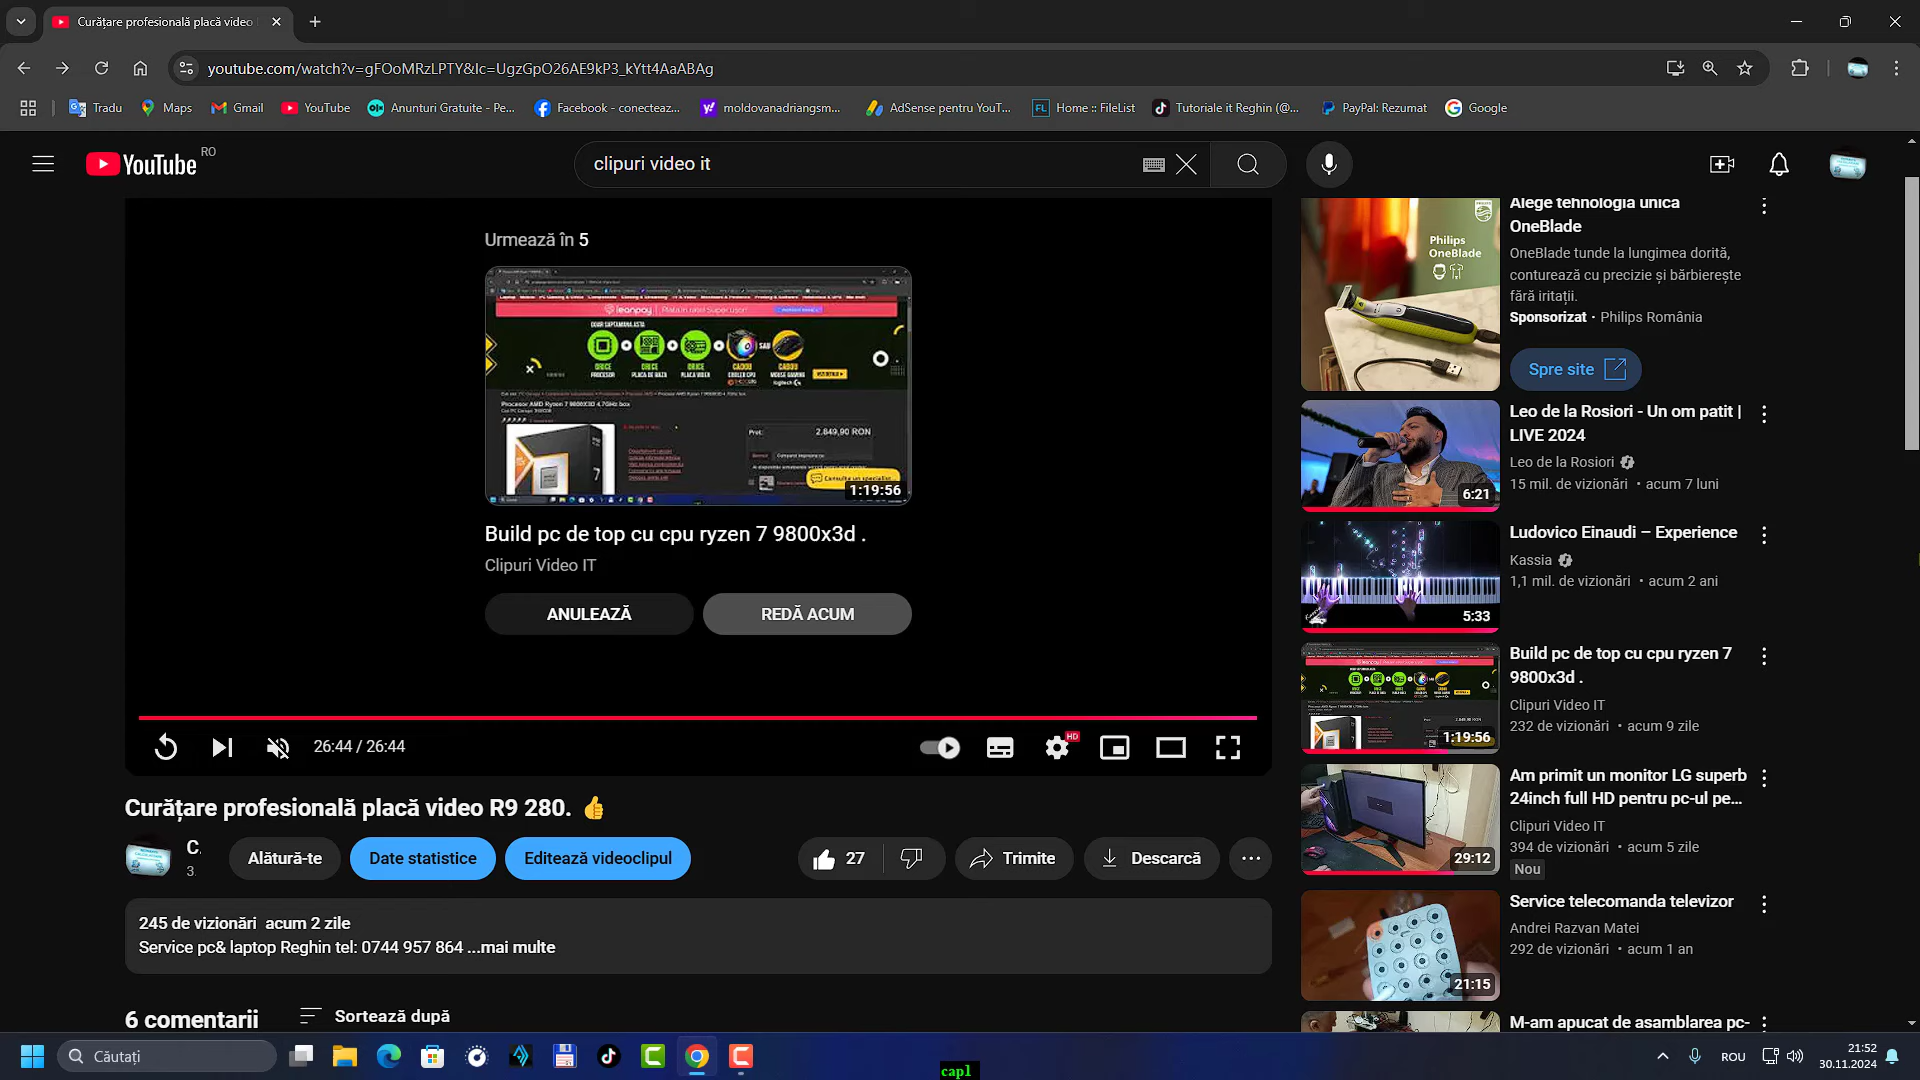 Curățare profesională placă video
youtube.com/watch?v=gFOoMRzLPTY&lc=UgzGpO26AE9kP3_kYtt4AaABAg
Tradu
Maps
Gmail
YouTube
Anunturi Gratuite - Pe...
Facebook - conecteaz...
moldovanadriangsm...
AdSense pentru YouT...
Home :: FileList
Tutoriale it Reghin (@...
PayPal: Rezumat
Google
YouTube RO
clipuri video it
Urmează în 5
leanpay
2.849,90 RON
Consulta un specialist
1:19:56
Build pc de top cu cpu ryzen 7 9800x3d .
Clipuri Video IT
ANULEAZĂ
REDĂ ACUM
26:44 / 26:44
HD
Curățare profesională placă video R9 280. 👍
C.
3.
Alătură-te
Date statistice
Editează videoclipul
27
Trimite
Descarcă
245 de vizionări acum 2 zile
Service pc& laptop Reghin tel: 0744 957 864 ...mai multe
6 comentarii
Sortează după
Philips
OneBlade
Alege tehnologia unică
OneBlade
OneBlade tunde la lungimea dorită,
conturează cu precizie și bărbierește
fără iritații.
Sponsorizat • Philips România
Spre site
6:21
Leo de la Rosiori - Un om patit |
LIVE 2024
Leo de la Rosiori
15 mil. de vizionări • acum 7 luni
5:33
Ludovico Einaudi – Experience
Kassia
1,1 mil. de vizionări • acum 2 ani
1:19:56
Build pc de top cu cpu ryzen 7
9800x3d .
Clipuri Video IT
232 de vizionări • acum 9 zile
29:12
Am primit un monitor LG superb
24inch full HD pentru pc-ul pe...
Clipuri Video IT
394 de vizionări • acum 5 zile
Nou
21:15
Service telecomanda televizor
Andrei Razvan Matei
292 de vizionări • acum 1 an
M-am apucat de asamblarea pc-
Căutați
capl
ROU
21:52
30.11.2024